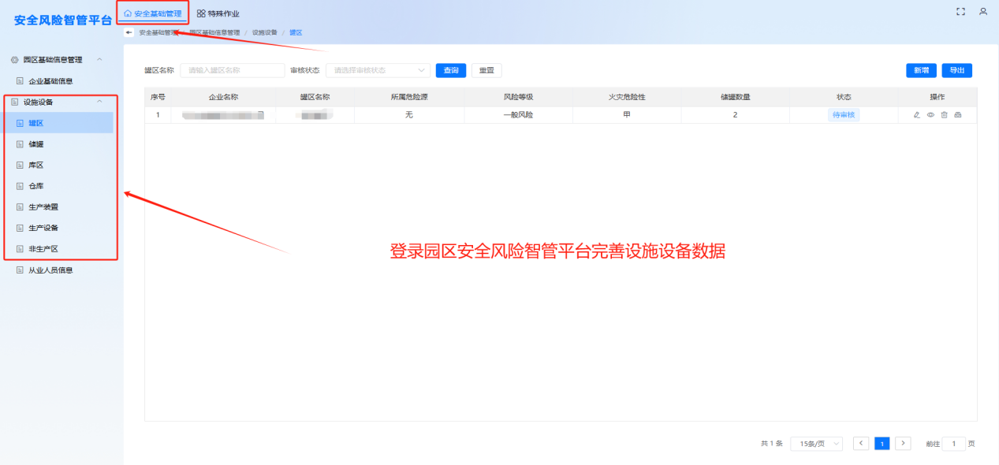 安全风险智管平台
安全基础管理 特殊作业
安全基础管理 / 园区基础信息管理 / 设施设备 / 罐区
园区基础信息管理
企业基础信息
设施设备
罐区
储罐
库区
仓库
生产装置
生产设备
非生产区
从业人员信息
罐区名称 请输入罐区名称 审核状态 请选择审核状态 查询 重置 新增 导出
序号 企业名称 罐区名称 所属危险源 风险等级 火灾危险性 储罐数量 状态 操作
1 无 一般风险 甲 2 待审核
登录园区安全风险智管平台完善设施设备数据
共 1 条 15条/页 1 前往 1 页